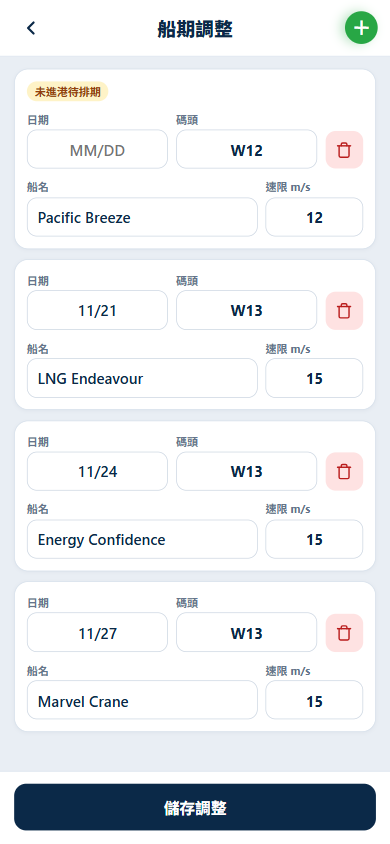 船期調整
未進港待排期
日期 碼頭
MM/DD W12
船名 速限 m/s
Pacific Breeze 12
日期 碼頭
11/21 W13
船名 速限 m/s
LNG Endeavour 15
日期 碼頭
11/24 W13
船名 速限 m/s
Energy Confidence 15
日期 碼頭
11/27 W13
船名 速限 m/s
Marvel Crane 15
儲存調整